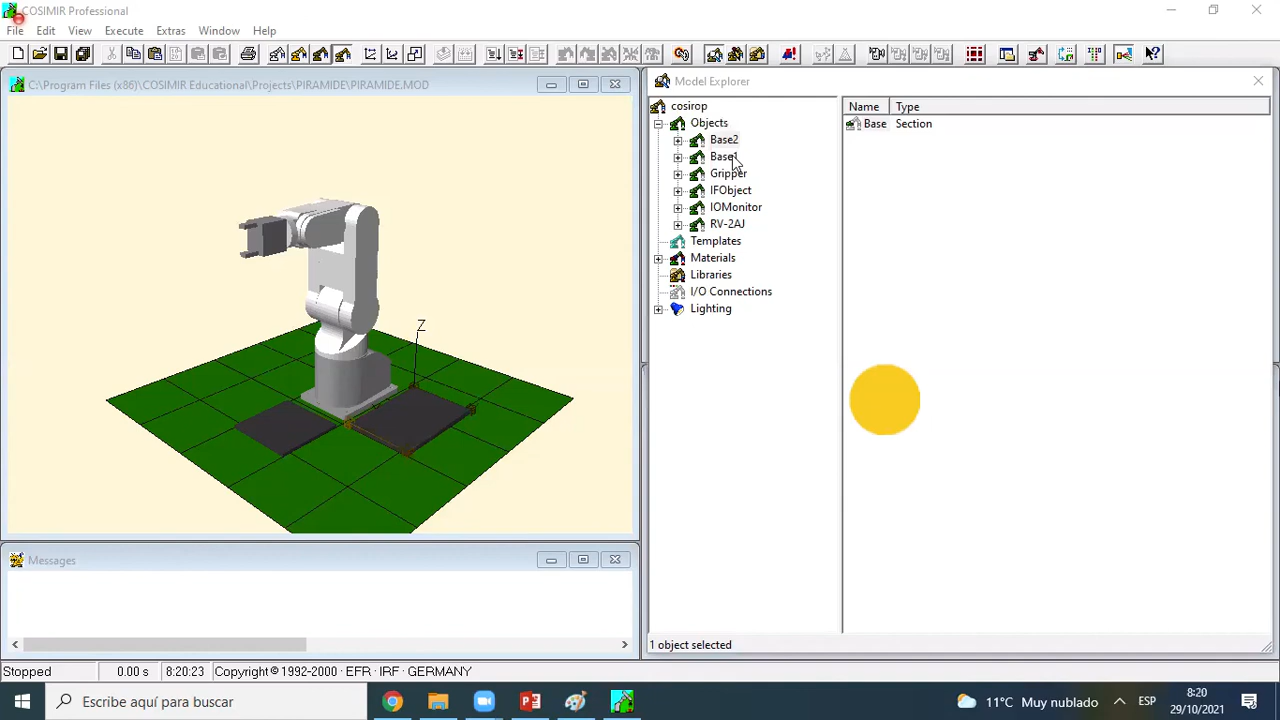 COSIMIR Professional
File Edit View Execute Extras Window Help
C:\Program Files (x86)\COSIMIR Educational\Projects\PIRAMIDE\PIRAMIDE.MOD
Z
Model Explorer
cosirop
Objects
Base2
Base1
Gripper
IFObject
IOMonitor
RV-2AJ
Templates
Materials
Libraries
I/O Connections
Lighting
Name Type
Base Section
Messages
1 object selected
Stopped 0.00 s 8:20:23 Copyright © 1992-2000 · EFR · IRF · GERMANY
Escribe aquí para buscar
11°C Muy nublado
ESP
8:20
29/10/2021